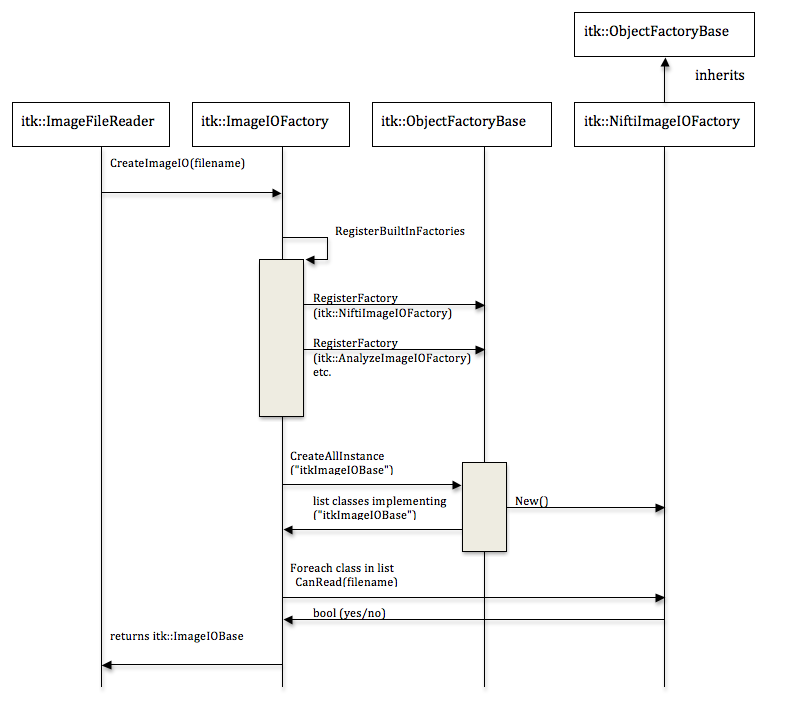 itk::ObjectFactoryBase
inherits
itk::ImageFileReader
itk::ImageIOFactory
itk::ObjectFactoryBase
itk::NiftiImageIOFactory
CreateImageIO(filename)
RegisterBuiltInFactories
RegisterFactory
(itk::NiftiImageIOFactory)
RegisterFactory
(itk::AnalyzeImageIOFactory)
etc.
CreateAllInstance
("itkImageIOBase")
list classes implementing
("itkImageIOBase")
New()
Foreach class in list
CanRead(filename)
bool (yes/no)
returns itk::ImageIOBase